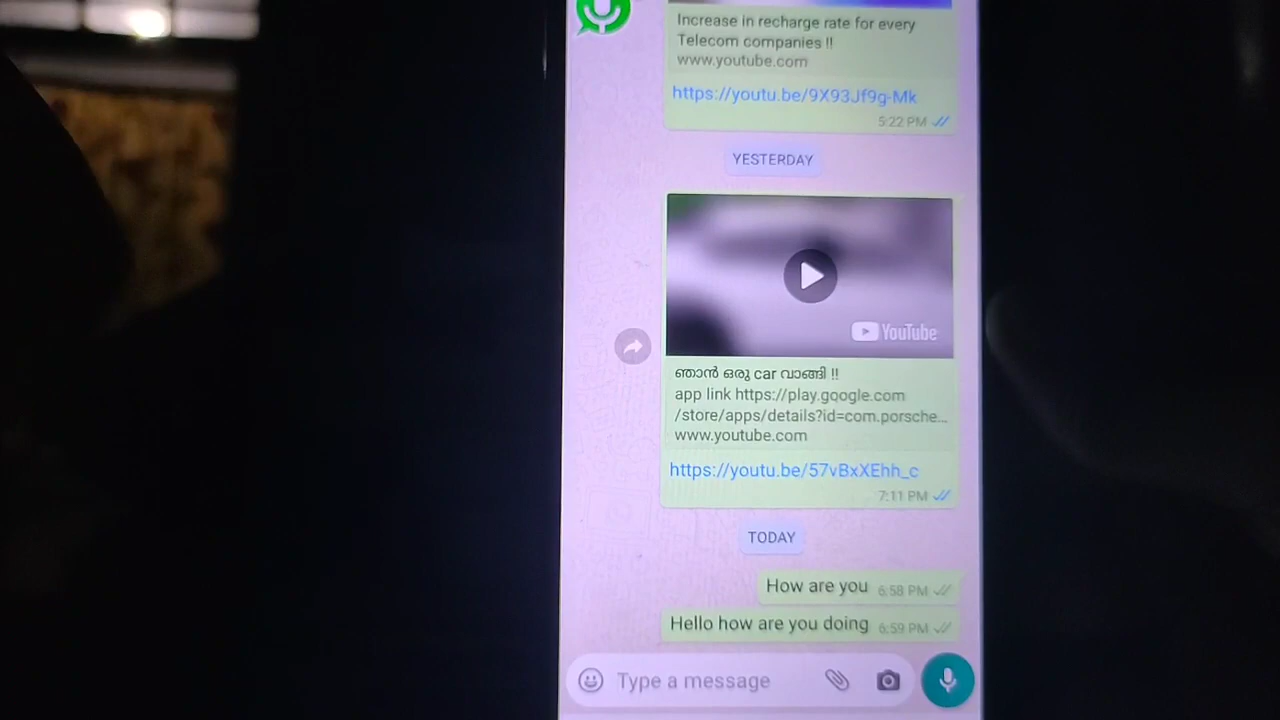 Increase in recharge rate for every
Telecom companies !!
www.youtube.com
https://youtu.be/9X93Jf9g-Mk
5:22 PM
YESTERDAY
YouTube
ഞാൻ ഒരു car വാങ്ങി !!
app link https://play.google.com
/store/apps/details?id=com.porsche...
www.youtube.com
https://youtu.be/57vBxXEhh_c
7:11 PM
TODAY
How are you 6:58 PM
Hello how are you doing 6:59 PM
Type a message